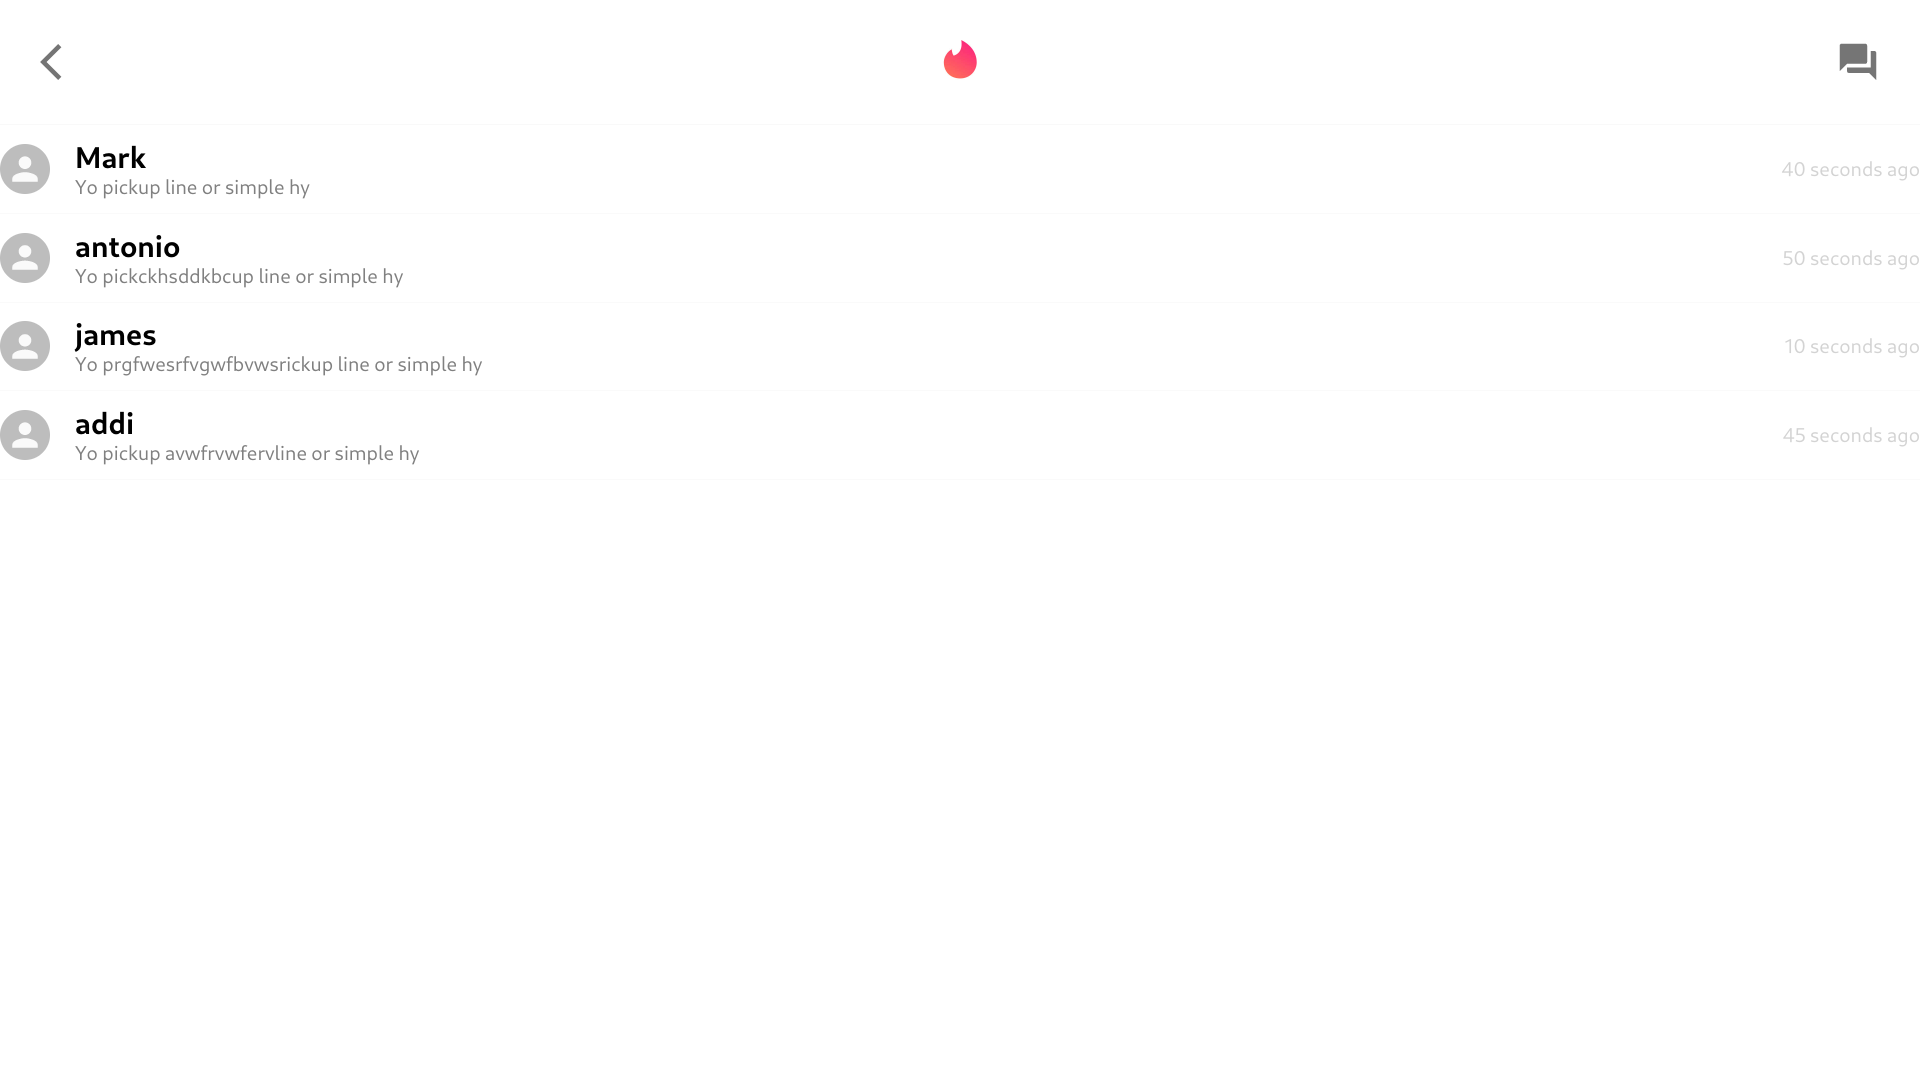 Mark
Yo pickup line or simple hy
40 seconds ago
antonio
Yo pickckhsddkbcup line or simple hy
50 seconds ago
james
Yo prgfwesrfvgwfbvwsrickup line or simple hy
10 seconds ago
addi
Yo pickup avwfrvwfervline or simple hy
45 seconds ago